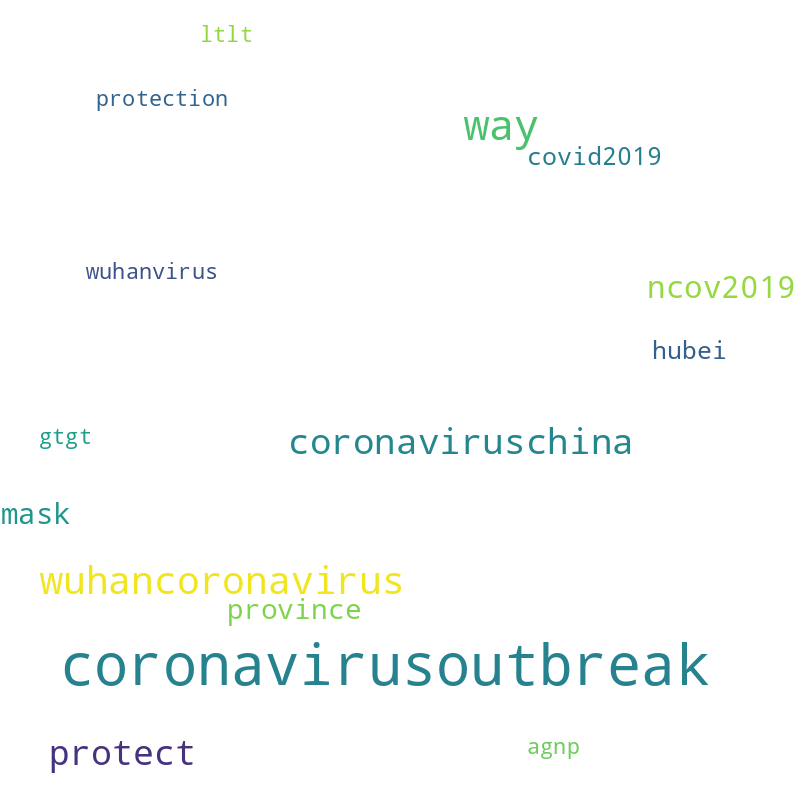 ltlt
protection
way
covid2019
wuhanvirus
ncov2019
hubei
gtgt
coronaviruschina
mask
wuhancoronavirus
province
coronavirusoutbreak
protect
agnp